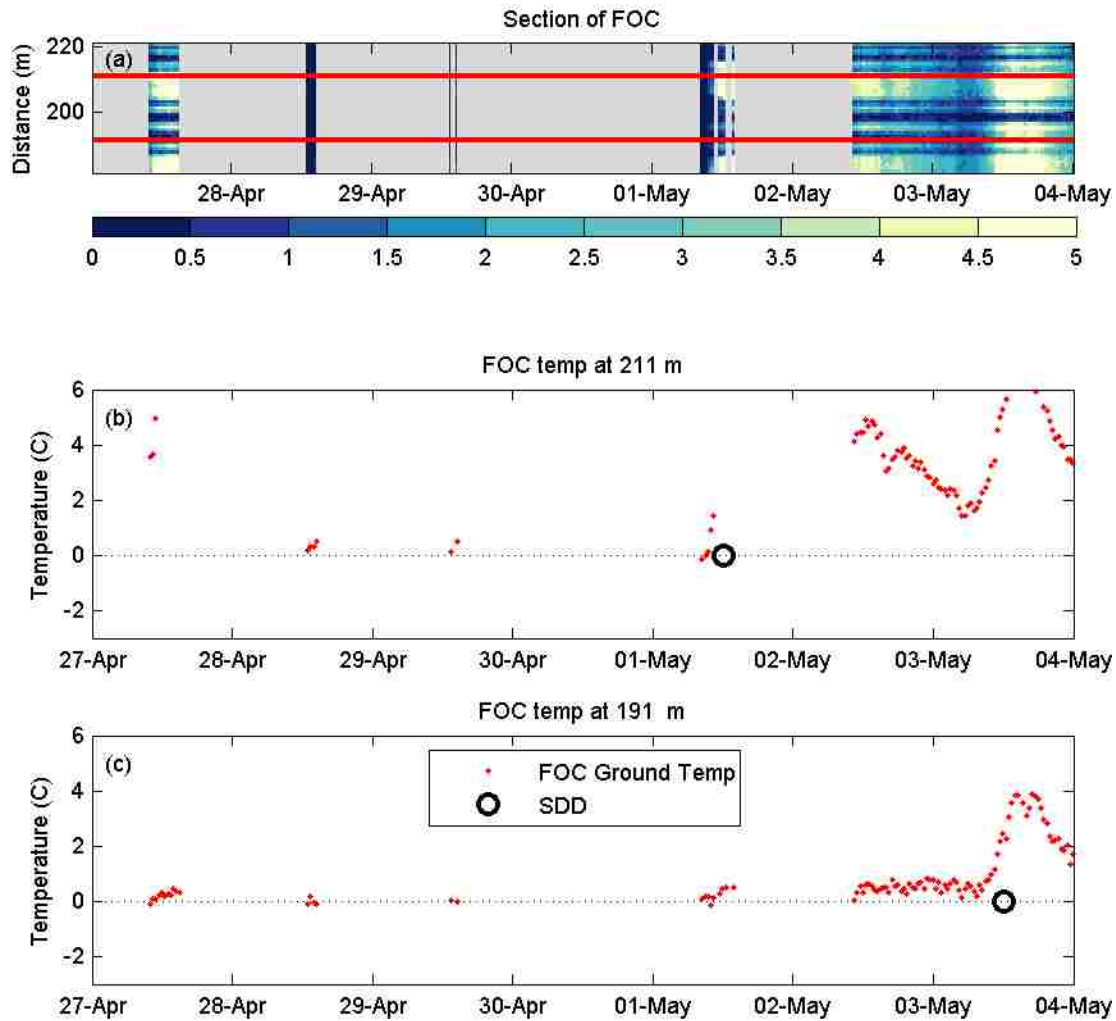 Section of FOC
(a)
Distance (m)
220
200
28-Apr 29-Apr 30-Apr 01-May 02-May 03-May 04-May
0 0.5 1 1.5 2 2.5 3 3.5 4 4.5 5
FOC temp at 211 m
(b)
Temperature (C)
6
4
2
0
-2
27-Apr 28-Apr 29-Apr 30-Apr 01-May 02-May 03-May 04-May
FOC temp at 191 m
(c)
FOC Ground Temp
SDD
Temperature (C)
6
4
2
0
-2
27-Apr 28-Apr 29-Apr 30-Apr 01-May 02-May 03-May 04-May